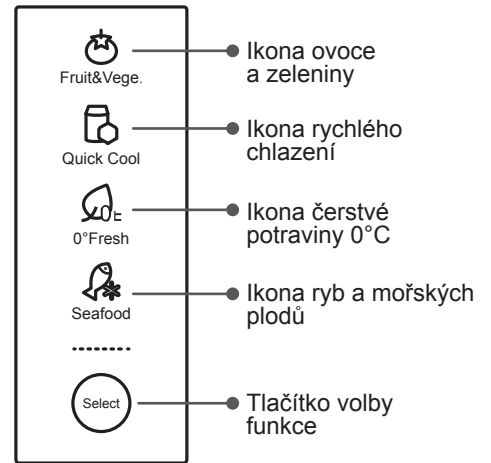 Fruit&Vege.
Ikona ovoce
a zeleniny
Quick Cool
Ikona rychlého
chlazení
0°Fresh
Ikona čerstvé
potraviny 0°C
Seafood
Ikona ryb a mořských
plodů
Select
Tlačítko volby
funkce